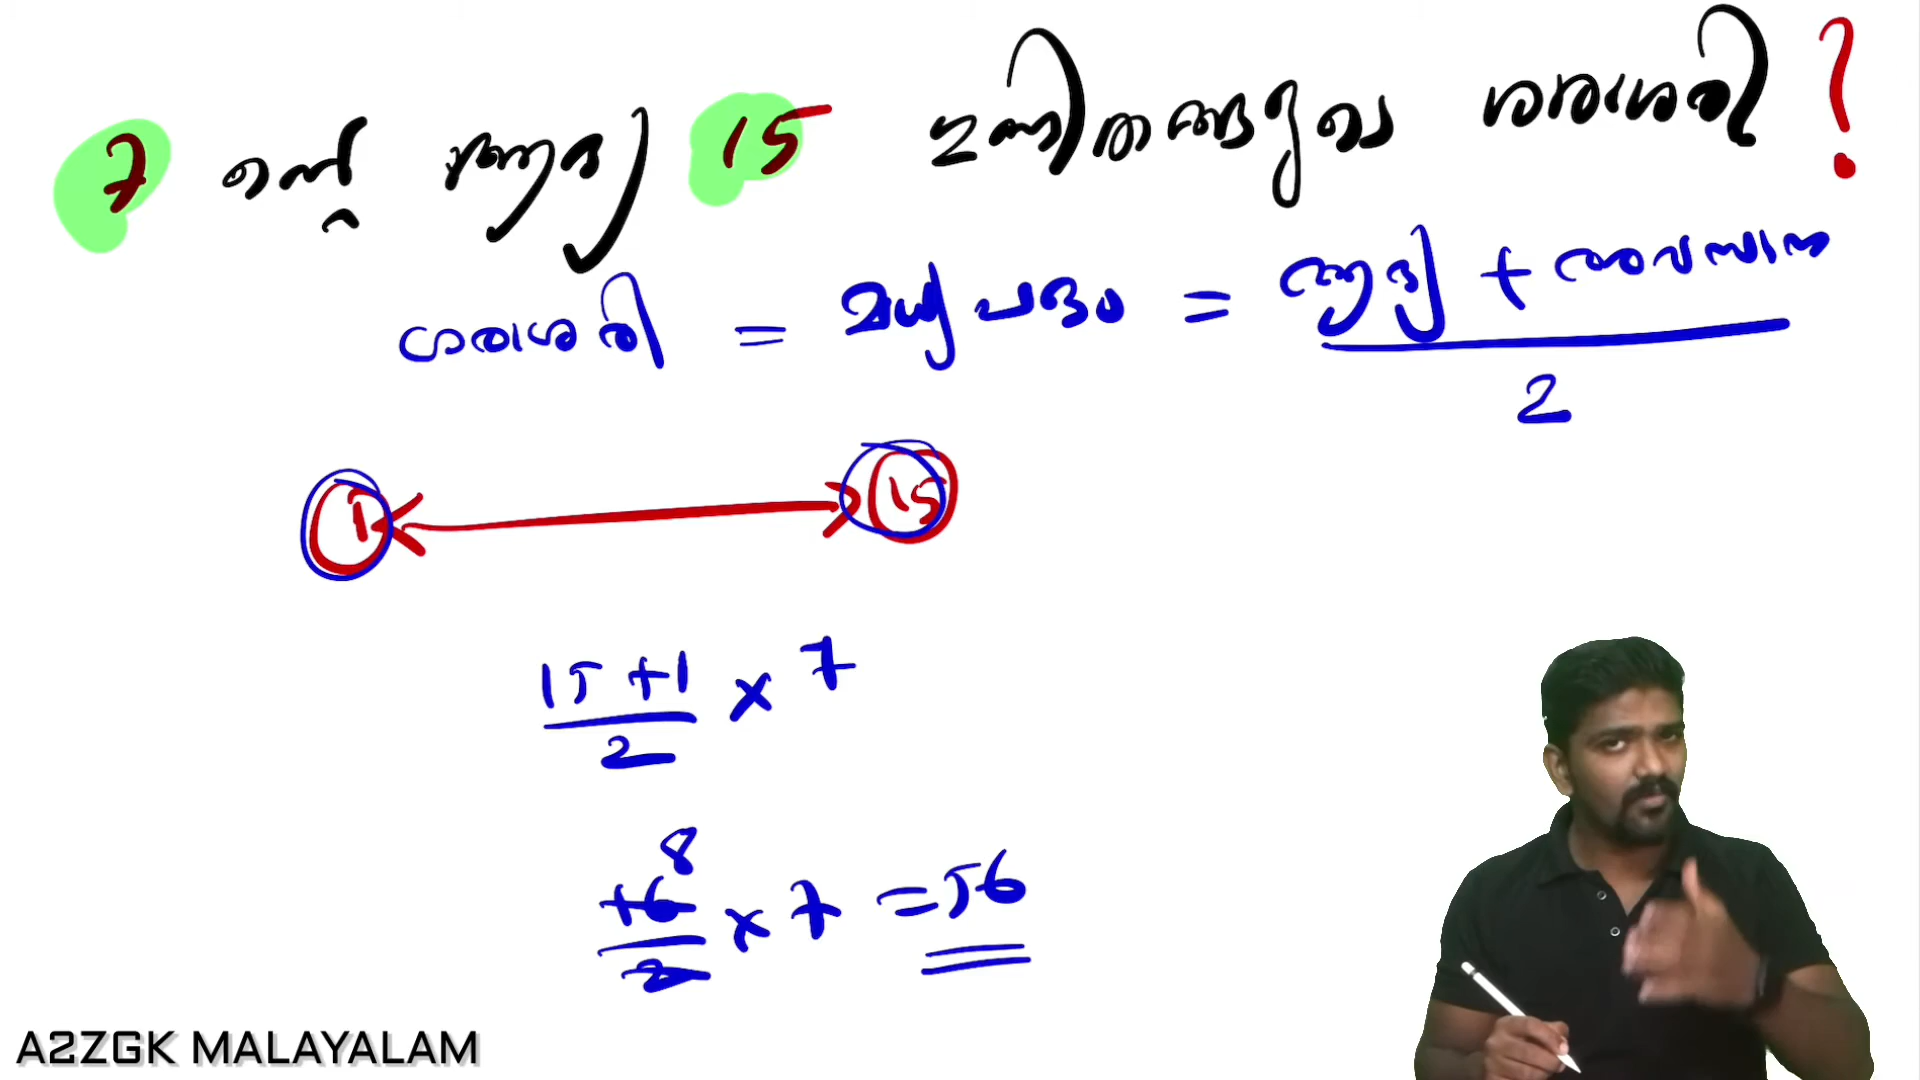 7 ന്റെ ആദ്യ 15 ഗുണിതങ്ങളുടെ ശരാശരി ?
ശരാശരി = മധ്യപദം = ആദ്യ + അവസാന
2
1 15
15 + 1 × 7
2
8
16 × 7 = 56
2
A2ZGK MALAYALAM